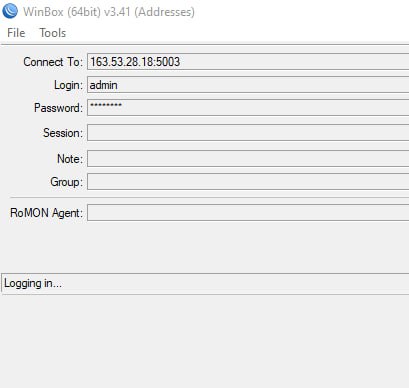 WinBox (64bit) v3.41 (Addresses)
File Tools
Connect To: 163.53.28.18:5003
Login: admin
Password: ********
Session:
Note:
Group:
RoMON Agent:
Logging in...